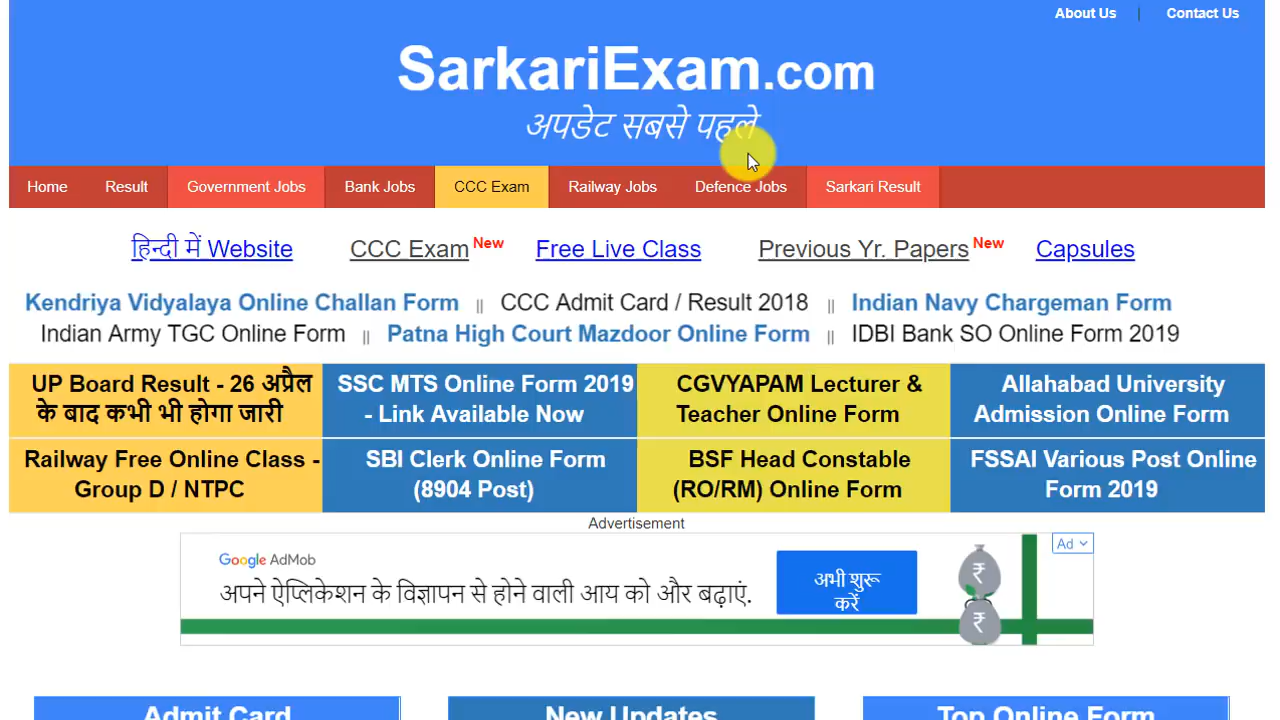 About Us | Contact Us
SarkariExam.com
अपडेट सबसे पहले
Home Result Government Jobs Bank Jobs CCC Exam Railway Jobs Defence Jobs Sarkari Result
हिन्दी में Website CCC Exam New Free Live Class Previous Yr. Papers New Capsules
Kendriya Vidyalaya Online Challan Form || CCC Admit Card / Result 2018 || Indian Navy Chargeman Form
Indian Army TGC Online Form || Patna High Court Mazdoor Online Form || IDBI Bank SO Online Form 2019
UP Board Result - 26 अप्रैल
के बाद कभी भी होगा जारी
SSC MTS Online Form 2019
- Link Available Now
CGVYAPAM Lecturer &
Teacher Online Form
Allahabad University
Admission Online Form
Railway Free Online Class -
Group D / NTPC
SBI Clerk Online Form
(8904 Post)
BSF Head Constable
(RO/RM) Online Form
FSSAI Various Post Online
Form 2019
Advertisement
Google AdMob
अपने ऐप्लिकेशन के विज्ञापन से होने वाली आय को और बढ़ाएं.
अभी शुरू
करें
₹
₹
Ad
Admit Card New Updates Top Online Form